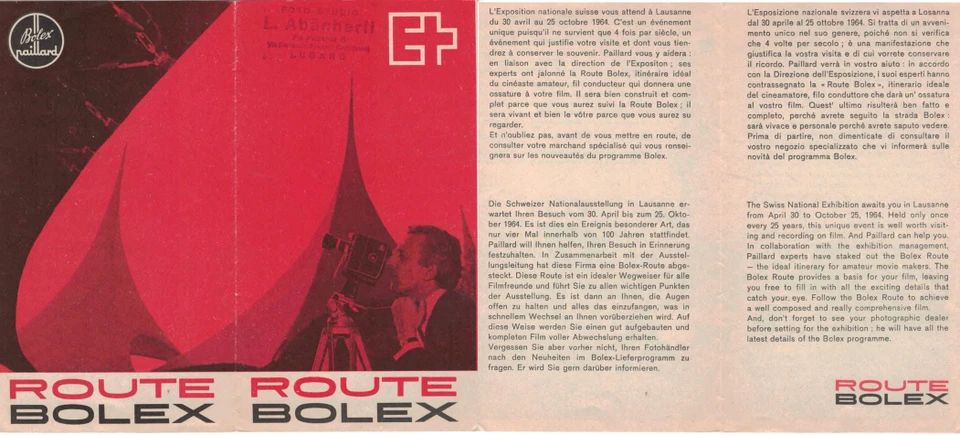 Bolex
Paillard
FOTO STUDIO
L. Abächerli
LUGANO
ROUTE
BOLEX
ROUTE
BOLEX
L'Exposition nationale suisse vous attend à Lausanne
du 30 avril au 25 octobre 1964. C'est un événement
unique puisqu'il ne survient que 4 fois par siècle, un
événement qui justifie votre visite et dont vous tien-
drez à conserver le souvenir. Paillard vous y aidera :
en liaison avec la direction de l'Expositon ; ses
experts ont jalonné la Route Bolex, itinéraire idéal
du cinéaste amateur, fil conducteur qui donnera une
ossature à votre film. Il sera bien construit et com-
plet parce que vous aurez suivi la Route Bolex ; il
sera vivant et bien le vôtre parce que vous aurez su
regarder.
Et n'oubliez pas, avant de vous mettre en route, de
consulter votre marchand spécialisé qui vous rensei-
gnera sur les nouveautés du programme Bolex.
L'Esposizione nazionale svizzera vi aspetta a Losanna
dal 30 aprile al 25 ottobre 1964. Si tratta di un avveni-
mento unico nel suo genere, poiché non si verifica
che 4 volte per secolo ; è una manifestazione che
giustifica la vostra visita e di cui vorrete conservare
il ricordo. Paillard verrà in vostro aiuto : in accordo
con la Direzione dell'Esposizione, i suoi esperti hanno
contrassegnato la « Route Bolex », itinerario ideale
del cineamatore, filo conduttore che darà un' ossatura
al vostro film. Quest' ultimo risulterà ben fatto e
completo, perché avrete seguito la strada Bolex :
sarà vivace e personale perché avrete saputo vedere.
Prima di partire, non dimenticate di consultare il
vostro negozio specializzato che vi informerà sulle
novità del programma Bolex.
Die Schweizer Nationalausstellung in Lausanne er-
wartet Ihren Besuch vom 30. April bis zum 25. Okto-
ber 1964. Es ist dies ein Ereignis besonderer Art, das
nur vier Mal innerhalb von 100 Jahren stattfindet.
Paillard will Ihnen helfen, Ihren Besuch in Erinnerung
festzuhalten. In Zusammenarbeit mit der Ausstel-
lungsleitung hat diese Firma eine Bolex-Route abge-
steckt. Diese Route ist ein idealer Wegweiser für alle
Filmfreunde und führt Sie zu allen wichtigen Punkten
der Ausstellung. Es ist dann an Ihnen, die Augen
offen zu halten und alles das einzufangen, was in
schnellem Wechsel an Ihnen vorüberziehen wird. Auf
diese Weise werden Sie einen gut aufgebauten und
kompleten Film voller Abwechslung erhalten.
Vergessen Sie aber vorher nicht, Ihren Fotohändler
nach den Neuheiten im Bolex-Lieferprogramm zu
fragen. Er wird Sie gern darüber informieren.
The Swiss National Exhibition awaits you in Lausanne
from April 30 to October 25, 1964. Held only once
every 25 years, this unique event is well worth visit-
ing and recording on film. And Paillard can help you.
In collaboration with the exhibition management,
Paillard experts have staked out the Bolex Route
— the ideal itinerary for amateur movie makers. The
Bolex Route provides a basis for your film, leaving
you free to fill in with all the exciting details that
catch your eye. Follow the Bolex Route to achieve
a well composed and really comprehensive film.
And, don't forget to see your photographic dealer
before setting for the exhibition ; he will have all the
latest details of the Bolex programme.
ROUTE
BOLEX